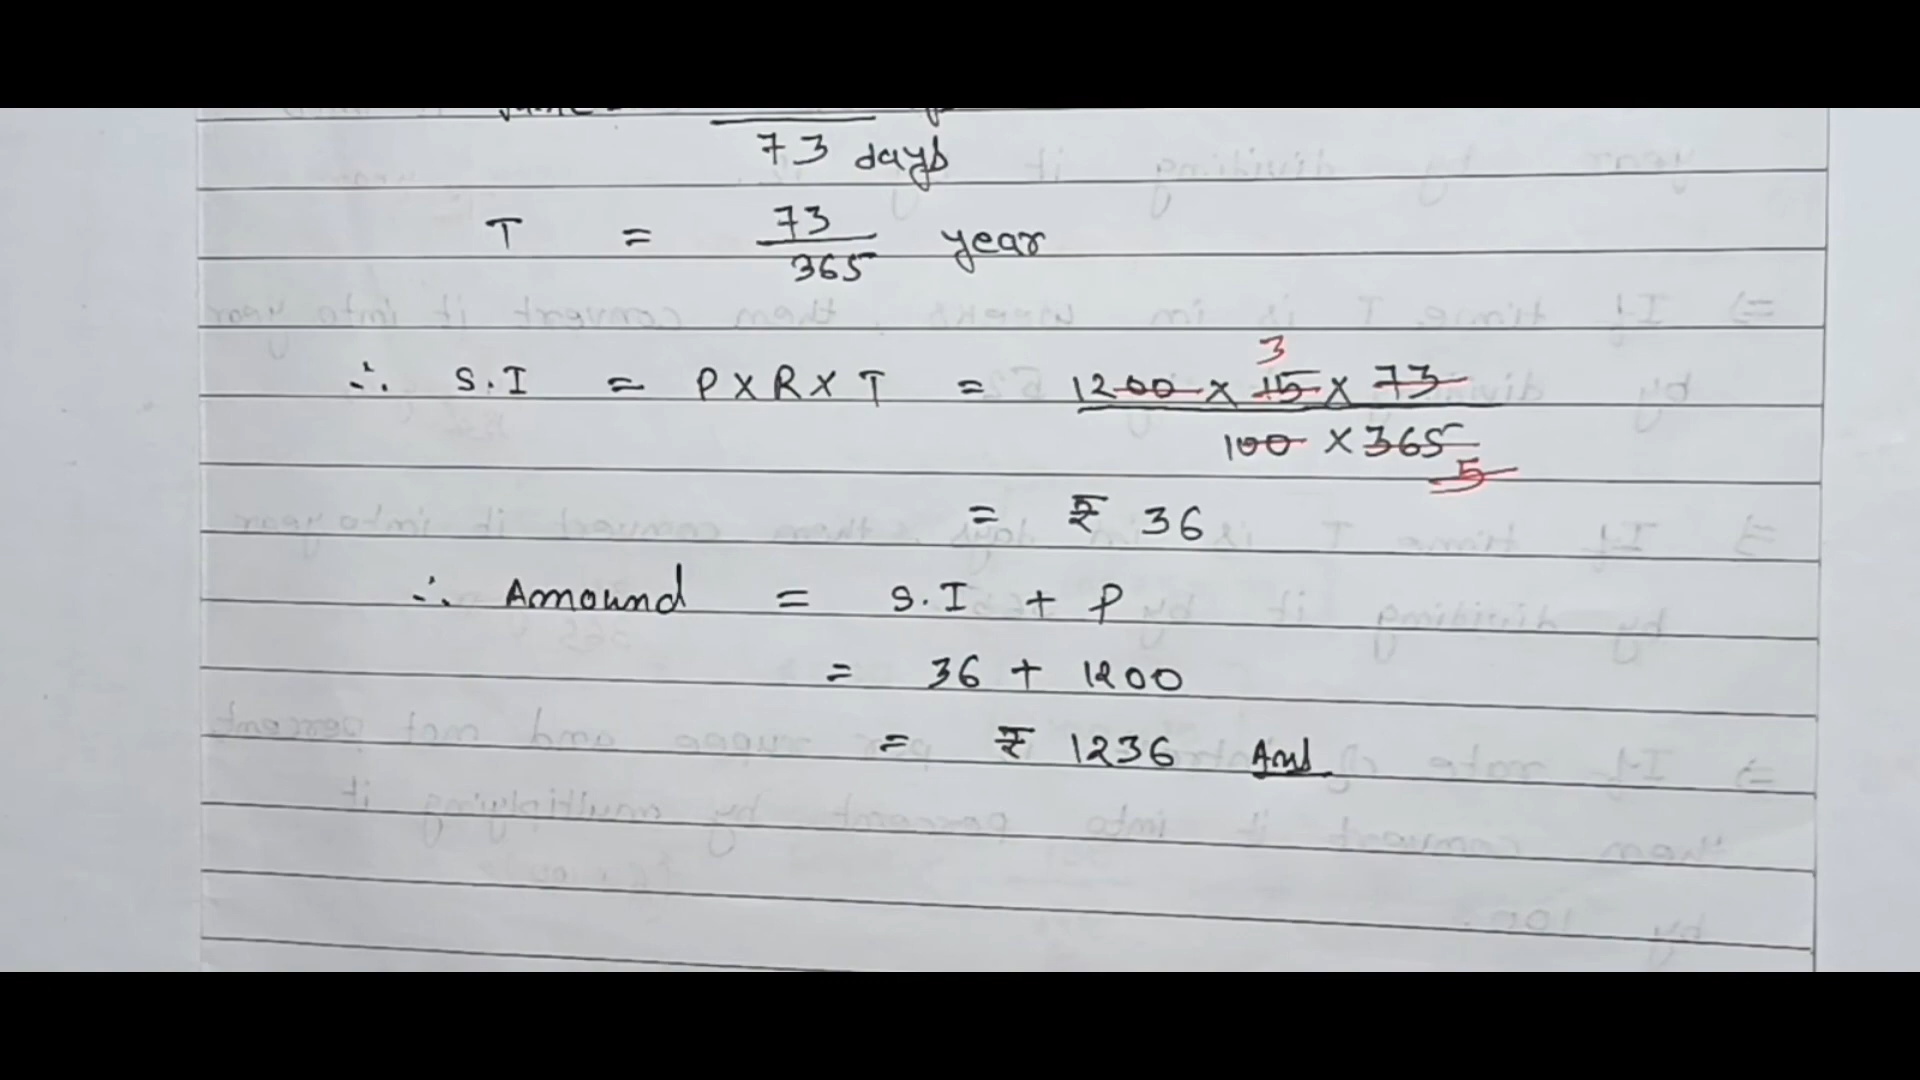 73 days
T = 73/365 year
∴ S.I = P X R X T = 1200 X 15 X 73 / 100 X 365
3
5
= ₹ 36
∴ Amound = S.I + P
= 36 + 1200
= ₹ 1236 Ans